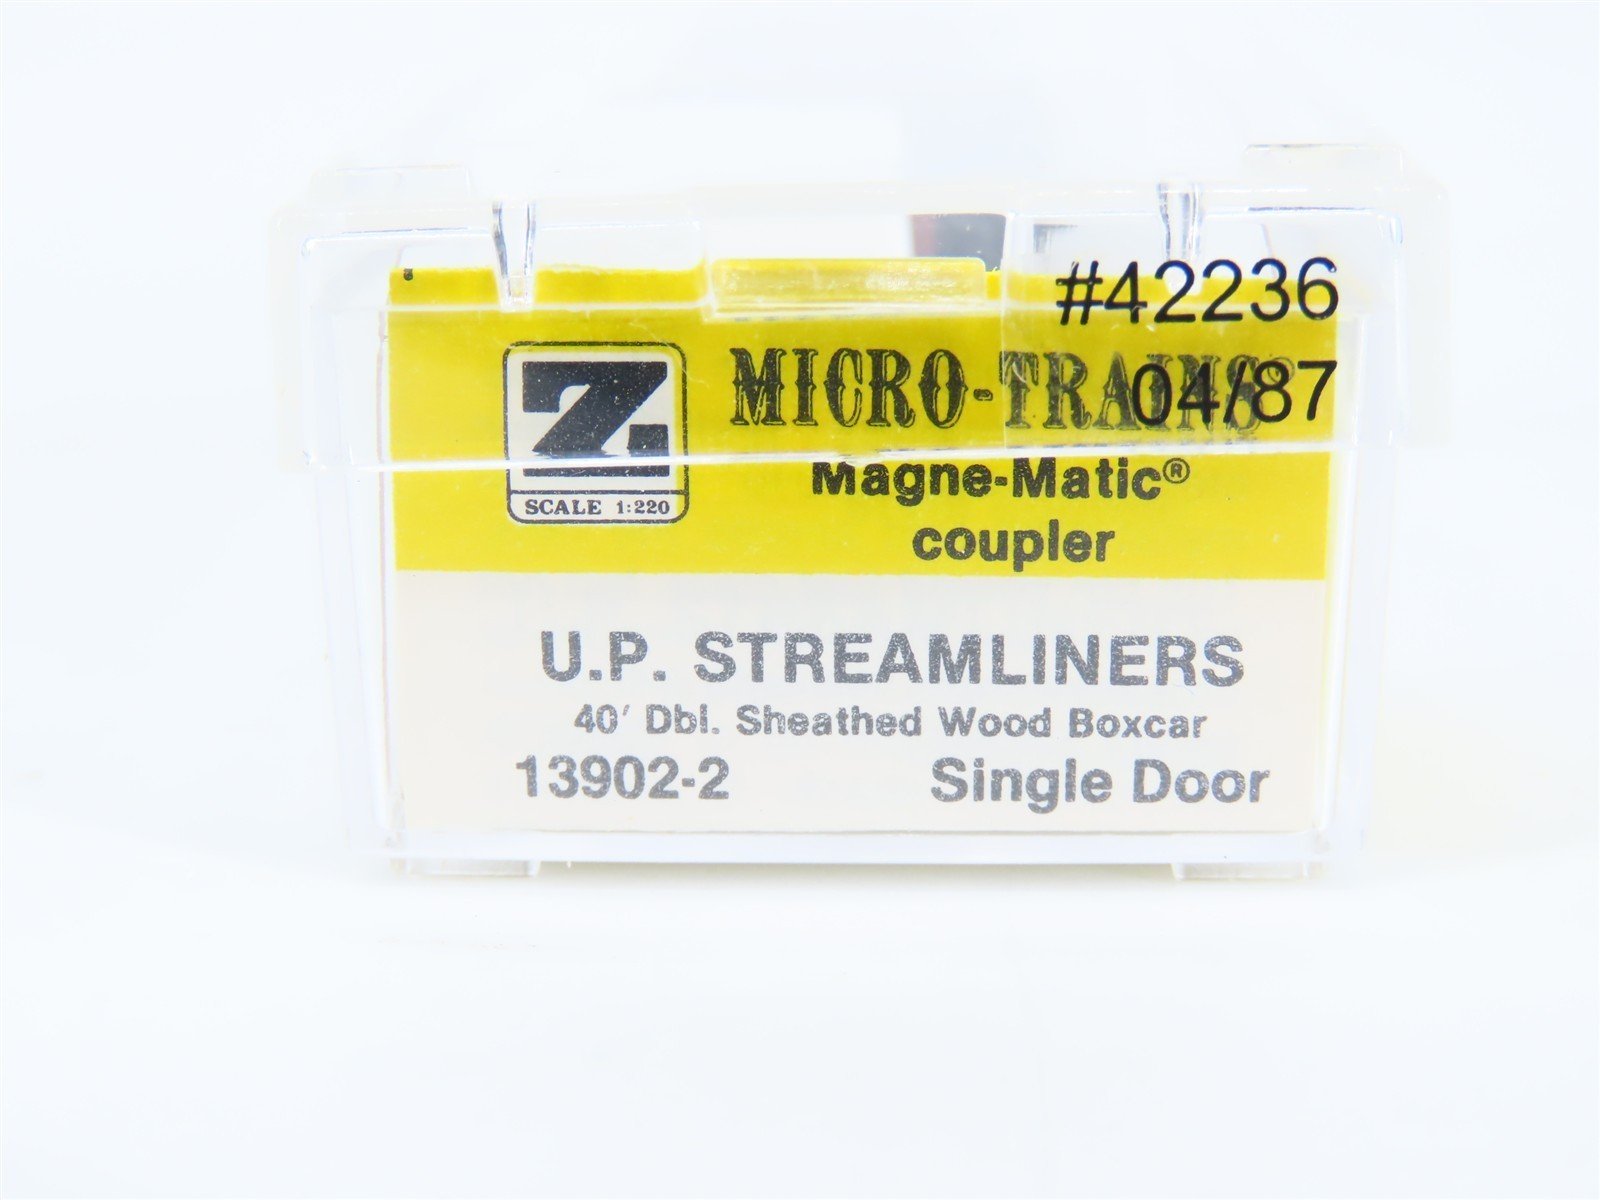 #42236
MICRO-TRAINS
04/87
Z
SCALE 1:220
Magne-Matic®
coupler
U.P. STREAMLINERS
40' Dbl. Sheathed Wood Boxcar
13902-2 Single Door